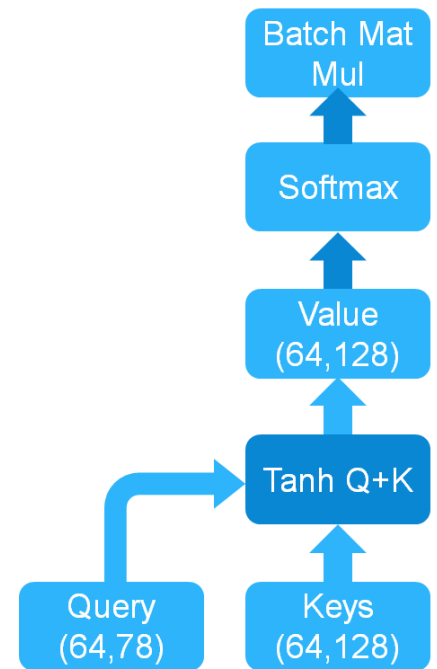 Batch Mat
Mul
Softmax
Value
(64,128)
Tanh Q+K
Query
(64,78)
Keys
(64,128)